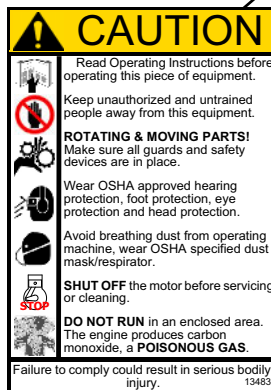 CAUTION
Read Operating Instructions before
operating this piece of equipment.
Keep unauthorized and untrained
people away from this equipment.
ROTATING & MOVING PARTS!
Make sure all guards and safety
devices are in place.
Wear OSHA approved hearing
protection, foot protection, eye
protection and head protection.
Avoid breathing dust from operating
machine, wear OSHA specified dust
mask/respirator.
STOP
SHUT OFF the motor before servicing
or cleaning.
DO NOT RUN in an enclosed area.
The engine produces carbon
monoxide, a POISONOUS GAS.
Failure to comply could result in serious bodily
injury.
13483